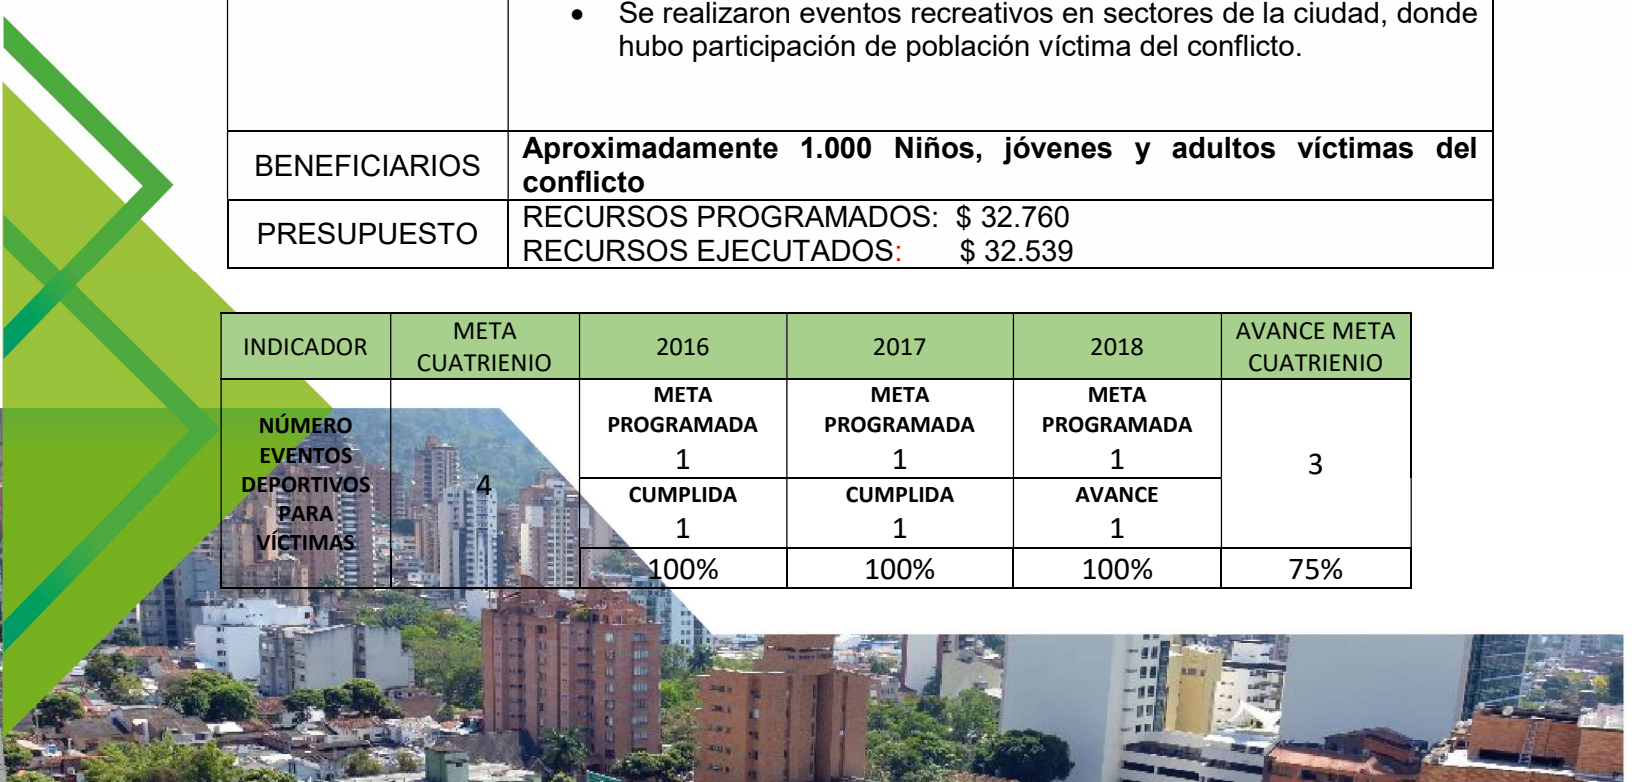 • Se realizaron eventos recreativos en sectores de la ciudad, donde
hubo participación de población víctima del conflicto.
BENEFICIARIOS
Aproximadamente 1.000 Niños, jóvenes y adultos víctimas del
conflicto
PRESUPUESTO
RECURSOS PROGRAMADOS: $ 32.760
RECURSOS EJECUTADOS: $ 32.539
INDICADOR
META
CUATRIENIO
2016
2017
2018
AVANCE META
CUATRIENIO
NÚMERO
EVENTOS
DEPORTIVOS
PARA
VÍCTIMAS
4
META
PROGRAMADA
1
META
PROGRAMADA
1
META
PROGRAMADA
1
3
CUMPLIDA
1
CUMPLIDA
1
AVANCE
1
100%
100%
100%
75%